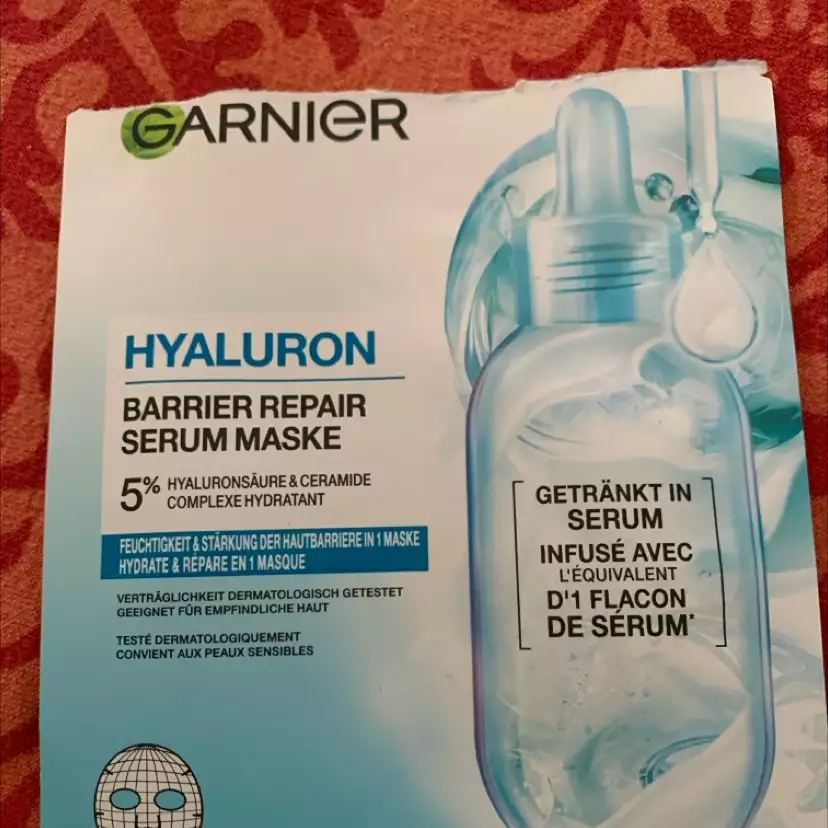 GARNIER
HYALURON
BARRIER REPAIR
SERUM MASKE
5% HYALURONSÄURE & CERAMIDE
COMPLEXE HYDRATANT
FEUCHTIGKEIT & STÄRKUNG DER HAUTBARRIERE IN 1 MASKE
HYDRATE & RÉPARE EN 1 MASQUE
VERTRÄGLICHKEIT DERMATOLOGISCH GETESTET
GEEIGNET FÜR EMPFINDLICHE HAUT
TESTÉ DERMATOLOGIQUEMENT
CONVIENT AUX PEAUX SENSIBLES
GETRÄNKT IN
SERUM
INFUSÉ AVEC
L'ÉQUIVALENT
D'1 FLACON
DE SÉRUM*